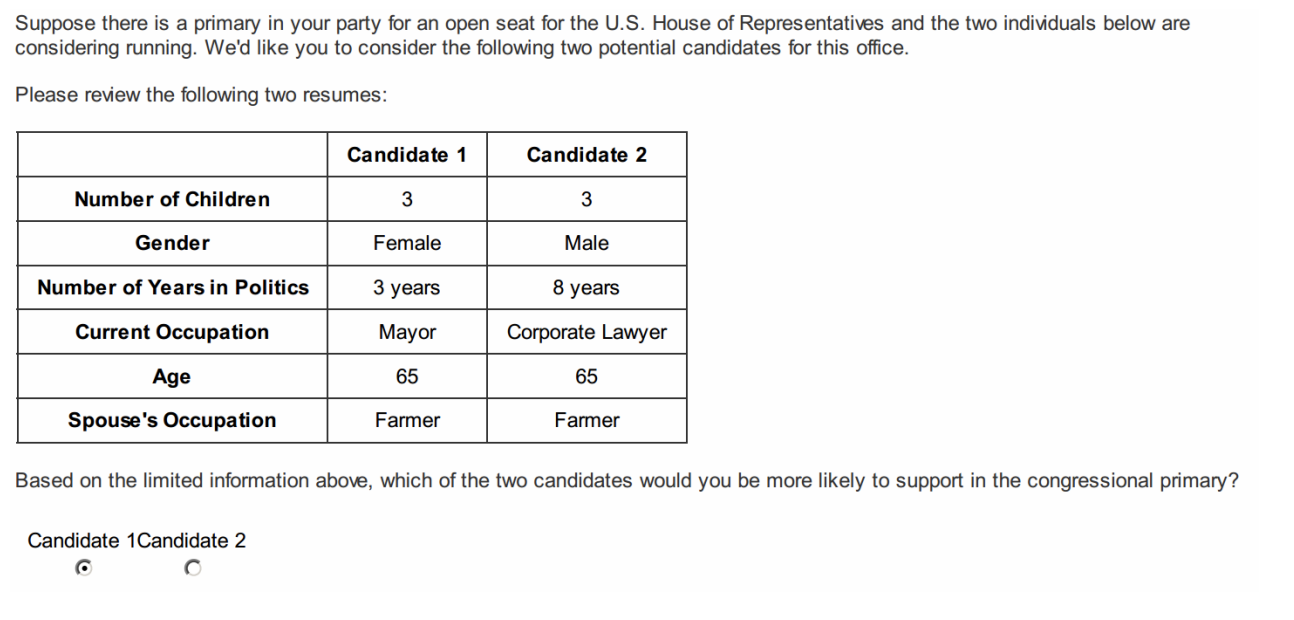 Suppose there is a primary in your party for an open seat for the U.S. House of Representatives and the two individuals below are
considering running. We'd like you to consider the following two potential candidates for this office.
Please review the following two resumes:
Candidate 1 Candidate 2
Number of Children 3 3
Gender Female Male
Number of Years in Politics 3 years 8 years
Current Occupation Mayor Corporate Lawyer
Age 65 65
Spouse's Occupation Farmer Farmer
Based on the limited information above, which of the two candidates would you be more likely to support in the congressional primary?
Candidate 1Candidate 2